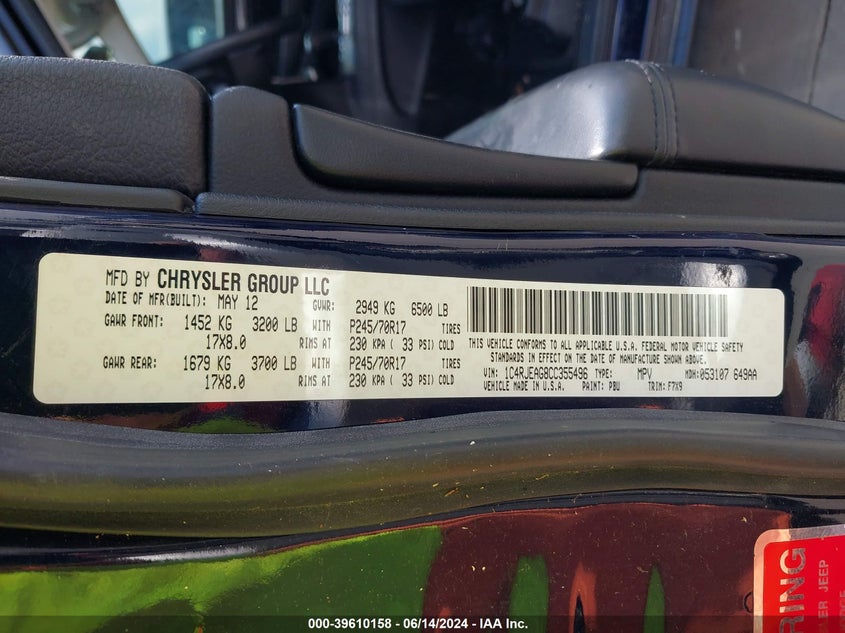 MFD BY CHRYSLER GROUP LLC
DATE OF MFR(BUILT): MAY 12 GVWR: 2949 KG 6500 LB
GAWR FRONT: 1452 KG 3200 LB WITH P245/70R17 TIRES
17X8.0 RIMS AT 230 KPA ( 33 PSI) COLD
GAWR REAR: 1679 KG 3700 LB WITH P245/70R17 TIRES
17X8.0 RIMS AT 230 KPA ( 33 PSI) COLD
THIS VEHICLE CONFORMS TO ALL APPLICABLE U.S.A. FEDERAL MOTOR VEHICLE SAFETY
STANDARDS IN EFFECT ON THE DATE OF MANUFACTURE SHOWN ABOVE.
VIN: 1C4RJEAG8CC355496 TYPE: MPV MDH: 053107 649AA
VEHICLE MADE IN U.S.A. PAINT: PBU TRIM: F7X9
RING
JEEP
000-39610158 - 06/14/2024 - IAA Inc.